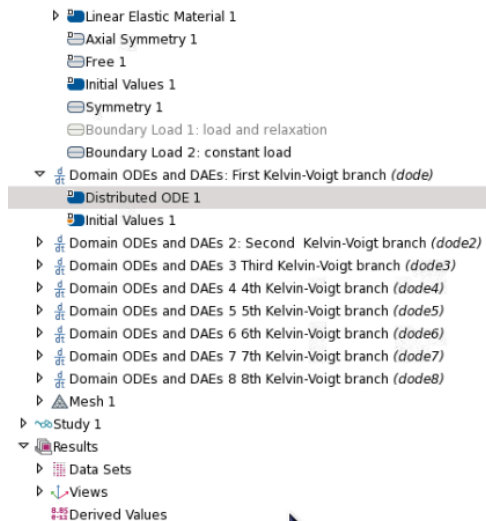 Linear Elastic Material 1
Axial Symmetry 1
Free 1
Initial Values 1
Symmetry 1
Boundary Load 1: load and relaxation
Boundary Load 2: constant load
Domain ODEs and DAEs: First Kelvin-Voigt branch (dode)
Distributed ODE 1
Initial Values 1
Domain ODEs and DAEs 2: Second  Kelvin-Voigt branch (dode2)
Domain ODEs and DAEs 3 Third Kelvin-Voigt branch (dode3)
Domain ODEs and DAEs 4 4th Kelvin-Voigt branch (dode4)
Domain ODEs and DAEs 5 5th Kelvin-Voigt branch (dode5)
Domain ODEs and DAEs 6 6th Kelvin-Voigt branch (dode6)
Domain ODEs and DAEs 7 7th Kelvin-Voigt branch (dode7)
Domain ODEs and DAEs 8 8th Kelvin-Voigt branch (dode8)
Mesh 1
Study 1
Results
Data Sets
Views
Derived Values